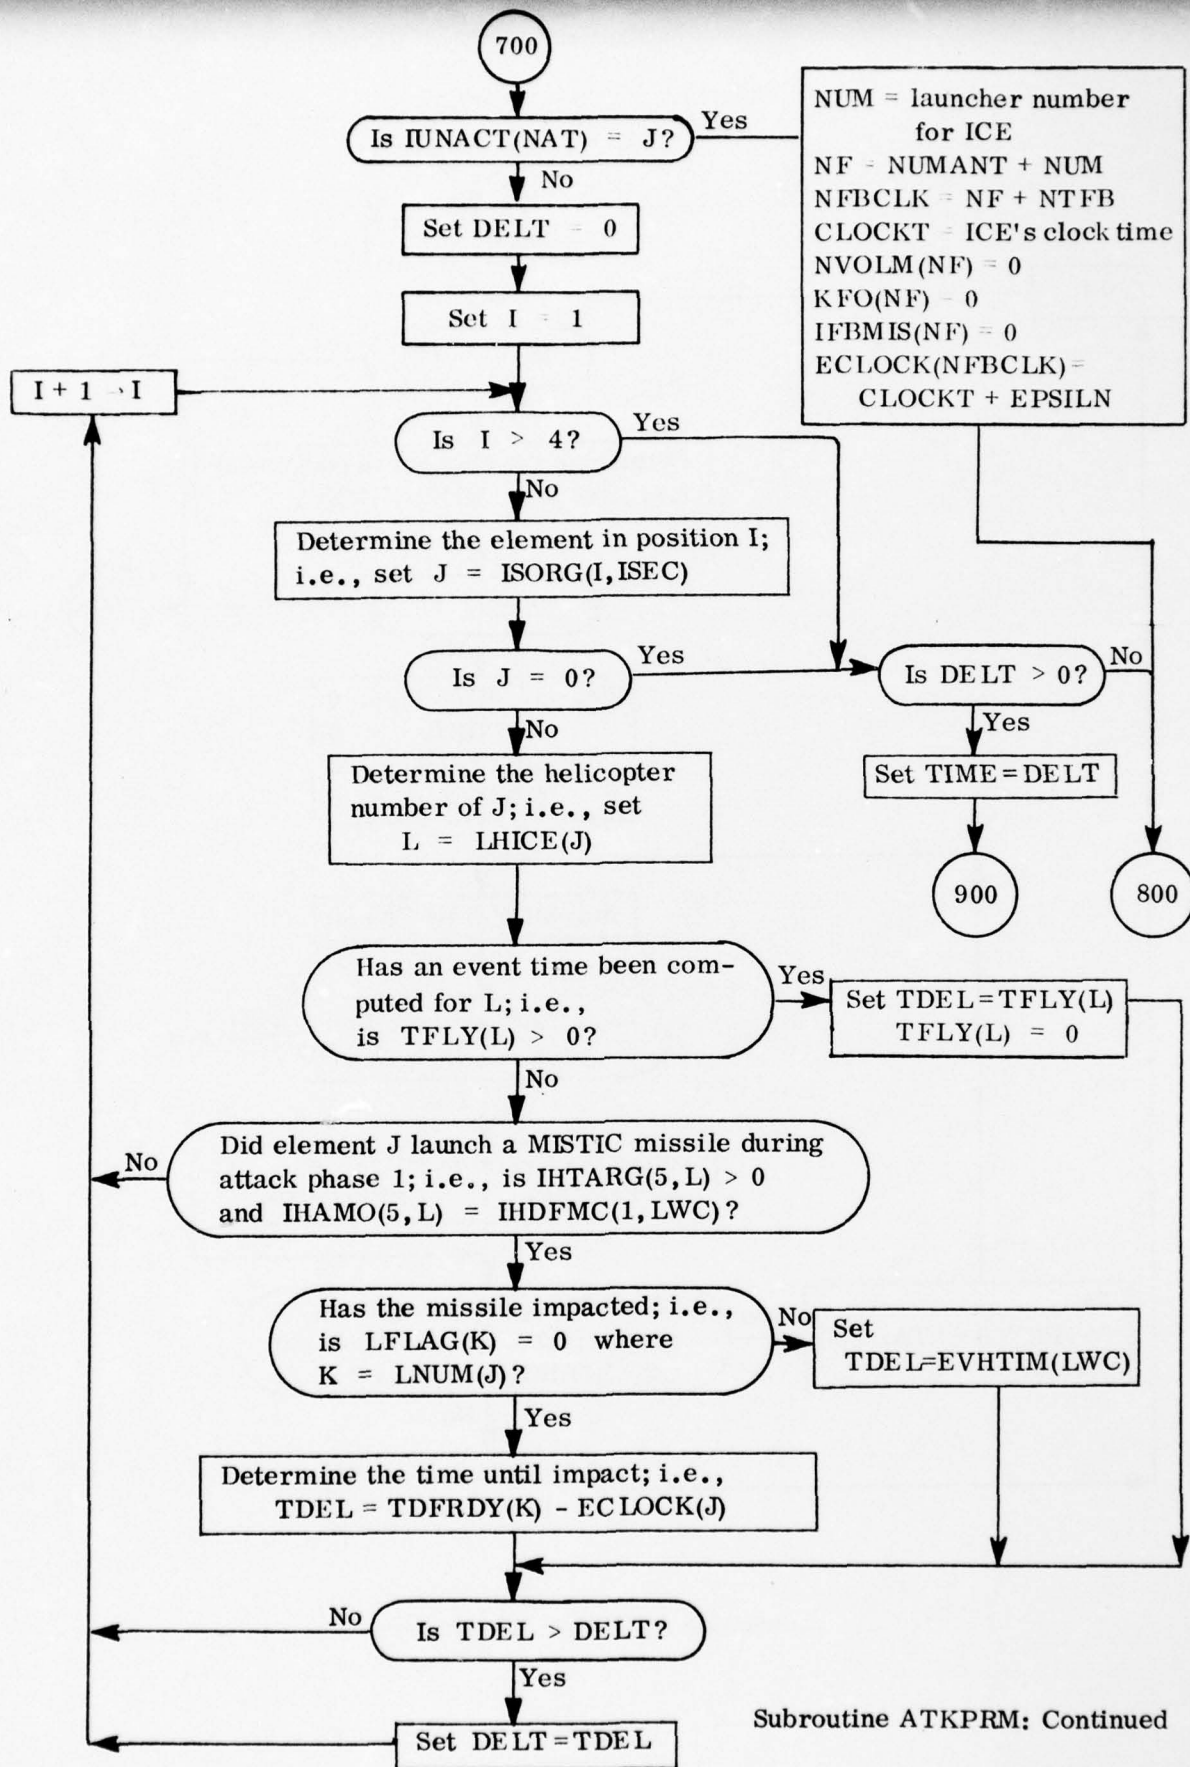 700
Is IUNACT(NAT) = J?
Yes
No
NUM = launcher number
for ICE
NF = NUMANT + NUM
NFBCLK = NF + NTFB
CLOCKT = ICE's clock time
NVOLM(NF) = 0
KFO(NF) = 0
IFBMIS(NF) = 0
ECLOCK(NFBCLK) =
CLOCKT + EPSILN
Set DELT = 0
Set I = 1
I + 1 → I
Is I > 4?
Yes
No
Determine the element in position I;
i.e., set J = ISORG(I,ISEC)
Is J = 0?
Yes
No
Is DELT > 0?
No
Yes
Set TIME=DELT
900
800
Determine the helicopter
number of J; i.e., set
L = LHICE(J)
Has an event time been com-
puted for L; i.e.,
is TFLY(L) > 0?
Yes
No
Set TDEL=TFLY(L)
TFLY(L) = 0
Did element J launch a MISTIC missile during
attack phase 1; i.e., is IHTARG(5,L) > 0
and IHAMO(5,L) = IHDFMC(1,LWC)?
No
Yes
Has the missile impacted; i.e.,
is LFLAG(K) = 0 where
K = LNUM(J)?
No
Yes
Set
TDEL=EVHTIM(LWC)
Determine the time until impact; i.e.,
TDEL = TDFRDY(K) - ECLOCK(J)
Is TDEL > DELT?
No
Yes
Set DELT=TDEL
Subroutine ATKPRM: Continued